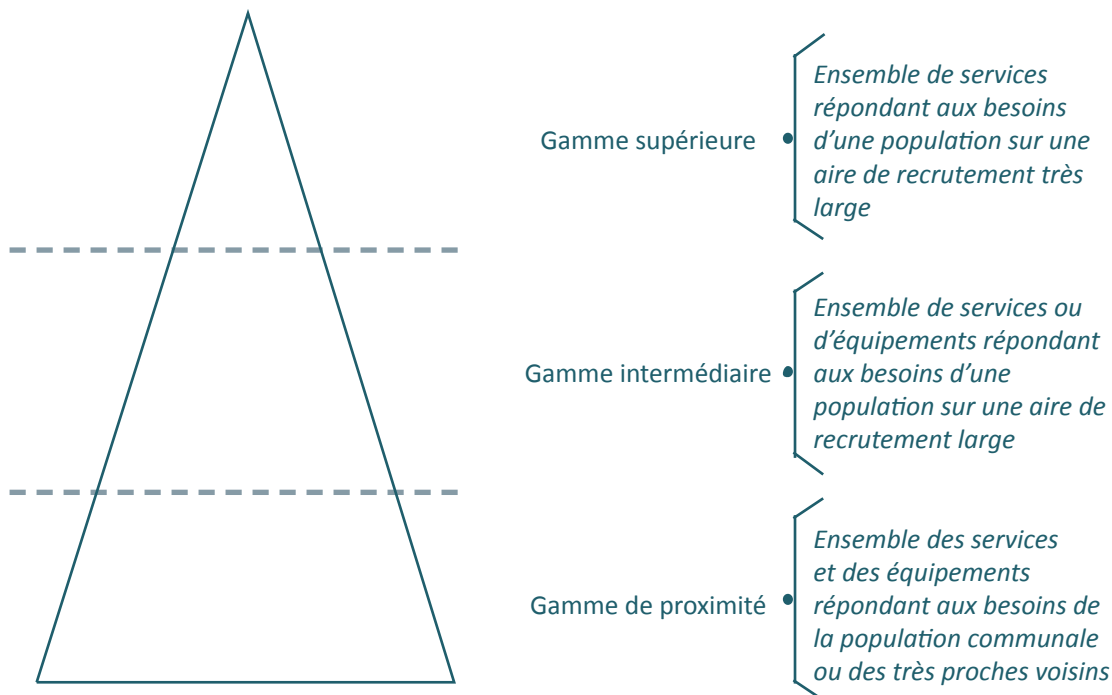 Gamme supérieure
Ensemble de services
répondant aux besoins
d’une population sur une
aire de recrutement très
large
Gamme intermédiaire
Ensemble de services ou
d’équipements répondant
aux besoins d’une
population sur une aire de
recrutement large
Gamme de proximité
Ensemble des services
et des équipements
répondant aux besoins de
la population communale
ou des très proches voisins